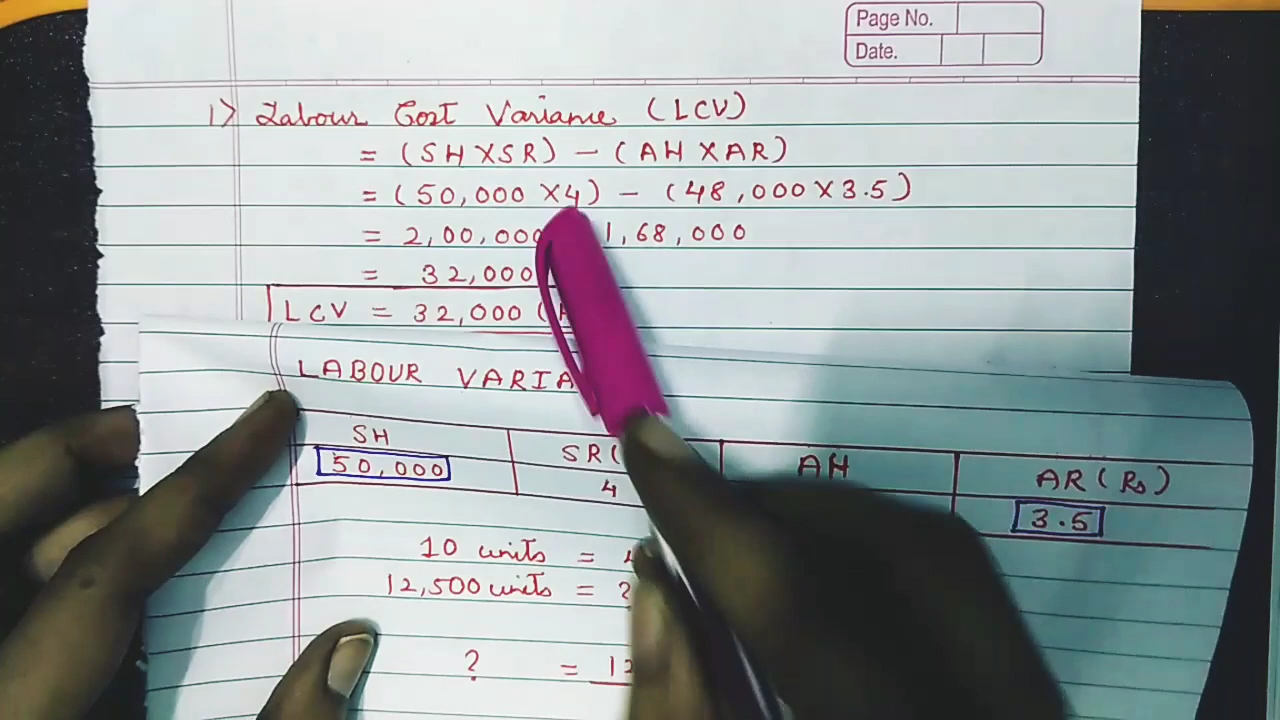 Page No.
Date.
1) Labour Cost Variance (LCV)
= (SH×SR) – (AH×AR)
= (50,000 ×4) – (48,000×3.5)
= 2,00,000 1,68,000
= 32,000
LCV = 32,000 (
LABOUR VARIA
SH SR( AH AR (Rs)
50,000 4 3.5
10 units =
12,500 units = ?
? = 12